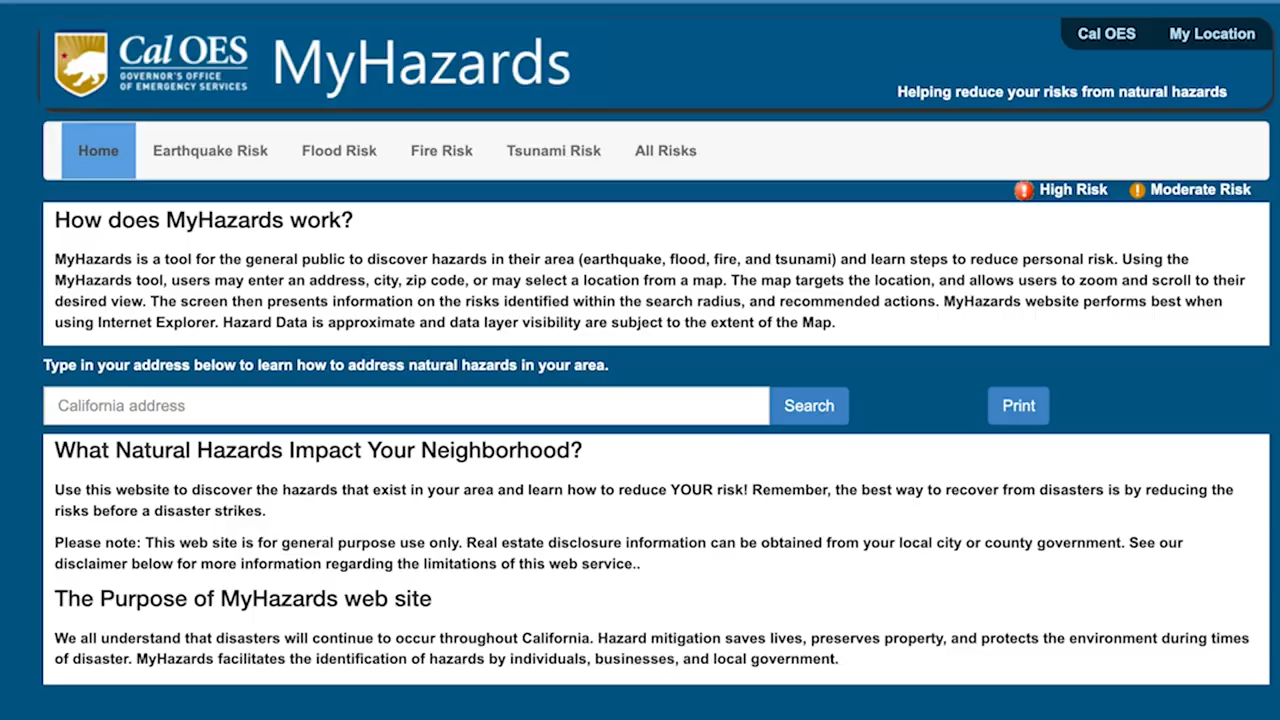 Cal OES
GOVERNOR'S OFFICE
OF EMERGENCY SERVICES
MyHazards
Cal OES My Location
Helping reduce your risks from natural hazards
Home Earthquake Risk Flood Risk Fire Risk Tsunami Risk All Risks
High Risk Moderate Risk
How does MyHazards work?
MyHazards is a tool for the general public to discover hazards in their area (earthquake, flood, fire, and tsunami) and learn steps to reduce personal risk. Using the
MyHazards tool, users may enter an address, city, zip code, or may select a location from a map. The map targets the location, and allows users to zoom and scroll to their
desired view. The screen then presents information on the risks identified within the search radius, and recommended actions. MyHazards website performs best when
using Internet Explorer. Hazard Data is approximate and data layer visibility are subject to the extent of the Map.
Type in your address below to learn how to address natural hazards in your area.
California address Search Print
What Natural Hazards Impact Your Neighborhood?
Use this website to discover the hazards that exist in your area and learn how to reduce YOUR risk! Remember, the best way to recover from disasters is by reducing the
risks before a disaster strikes.
Please note: This web site is for general purpose use only. Real estate disclosure information can be obtained from your local city or county government. See our
disclaimer below for more information regarding the limitations of this web service..
The Purpose of MyHazards web site
We all understand that disasters will continue to occur throughout California. Hazard mitigation saves lives, preserves property, and protects the environment during times
of disaster. MyHazards facilitates the identification of hazards by individuals, businesses, and local government.